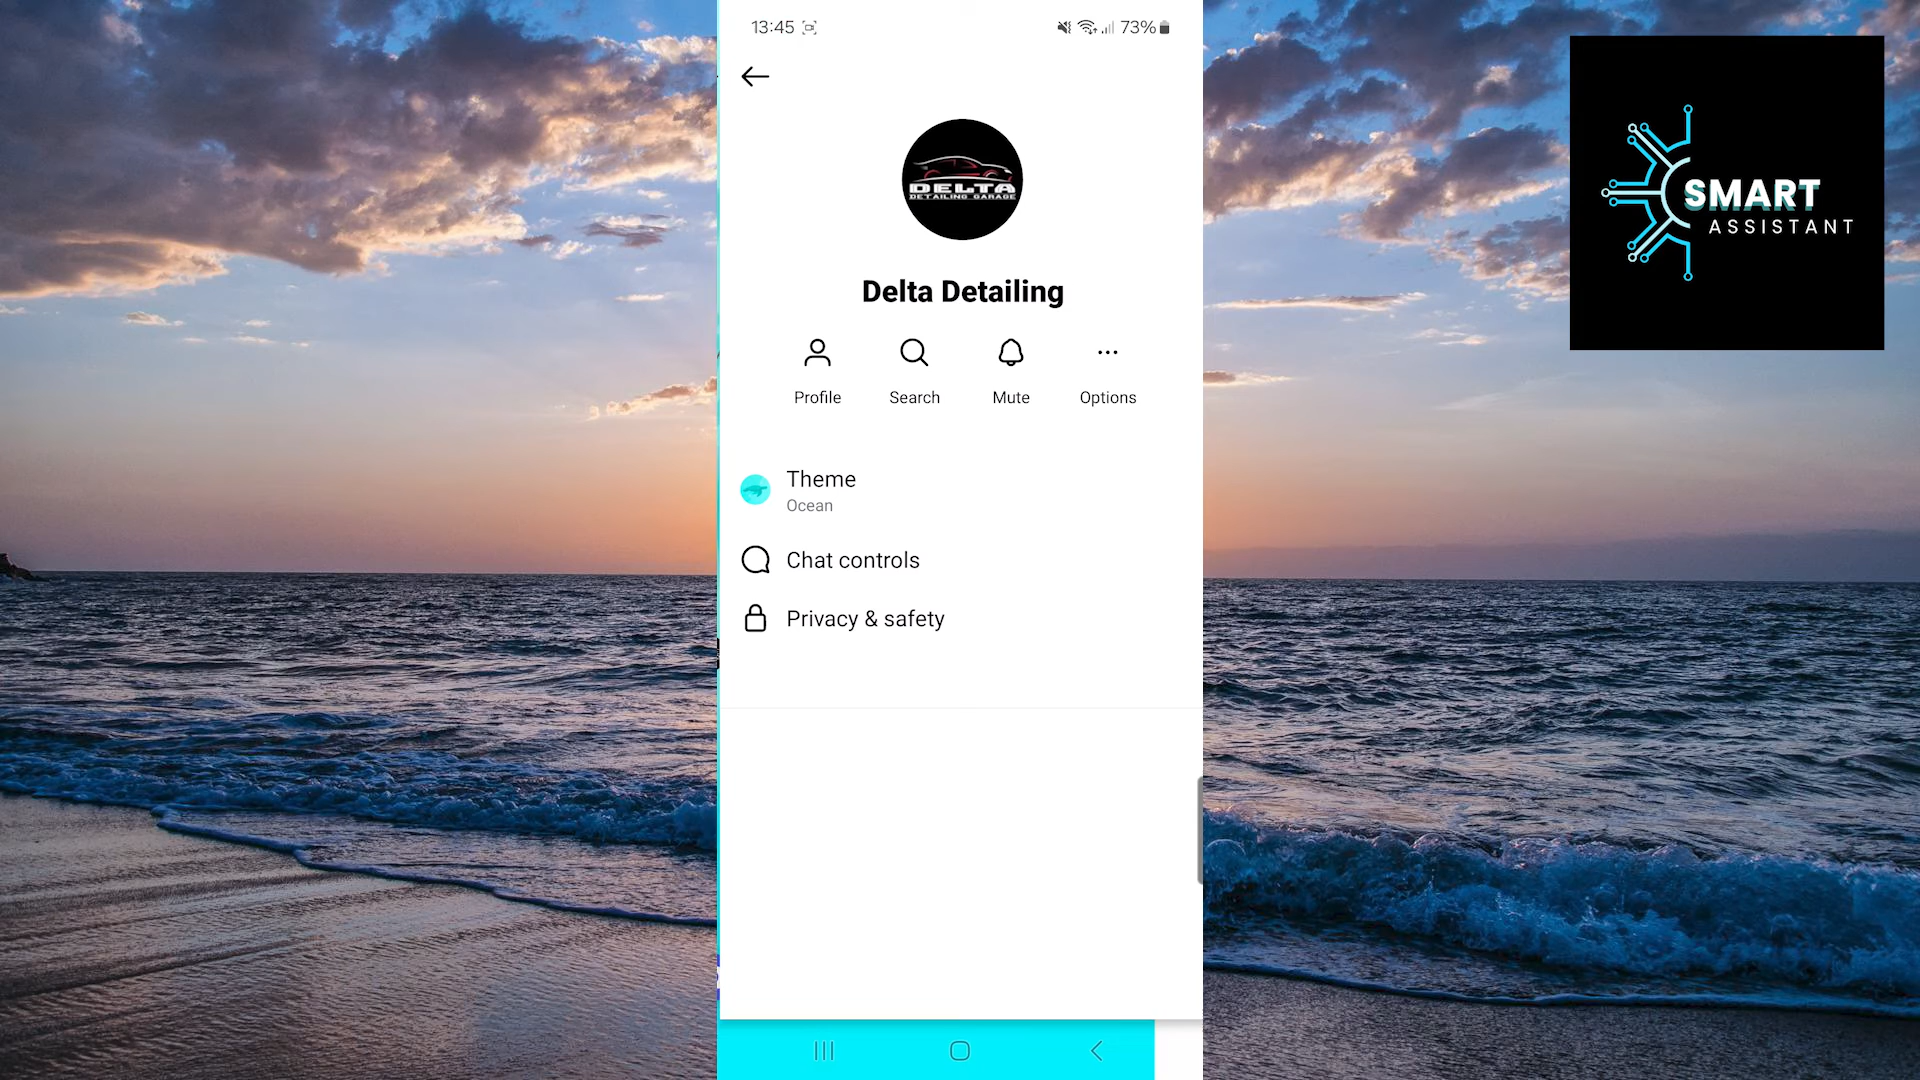 13:45
73%
DELTA
DETAILING GARAGE
Delta Detailing
Profile Search Mute Options
Theme
Ocean
Chat controls
Privacy & safety
SMART
ASSISTANT